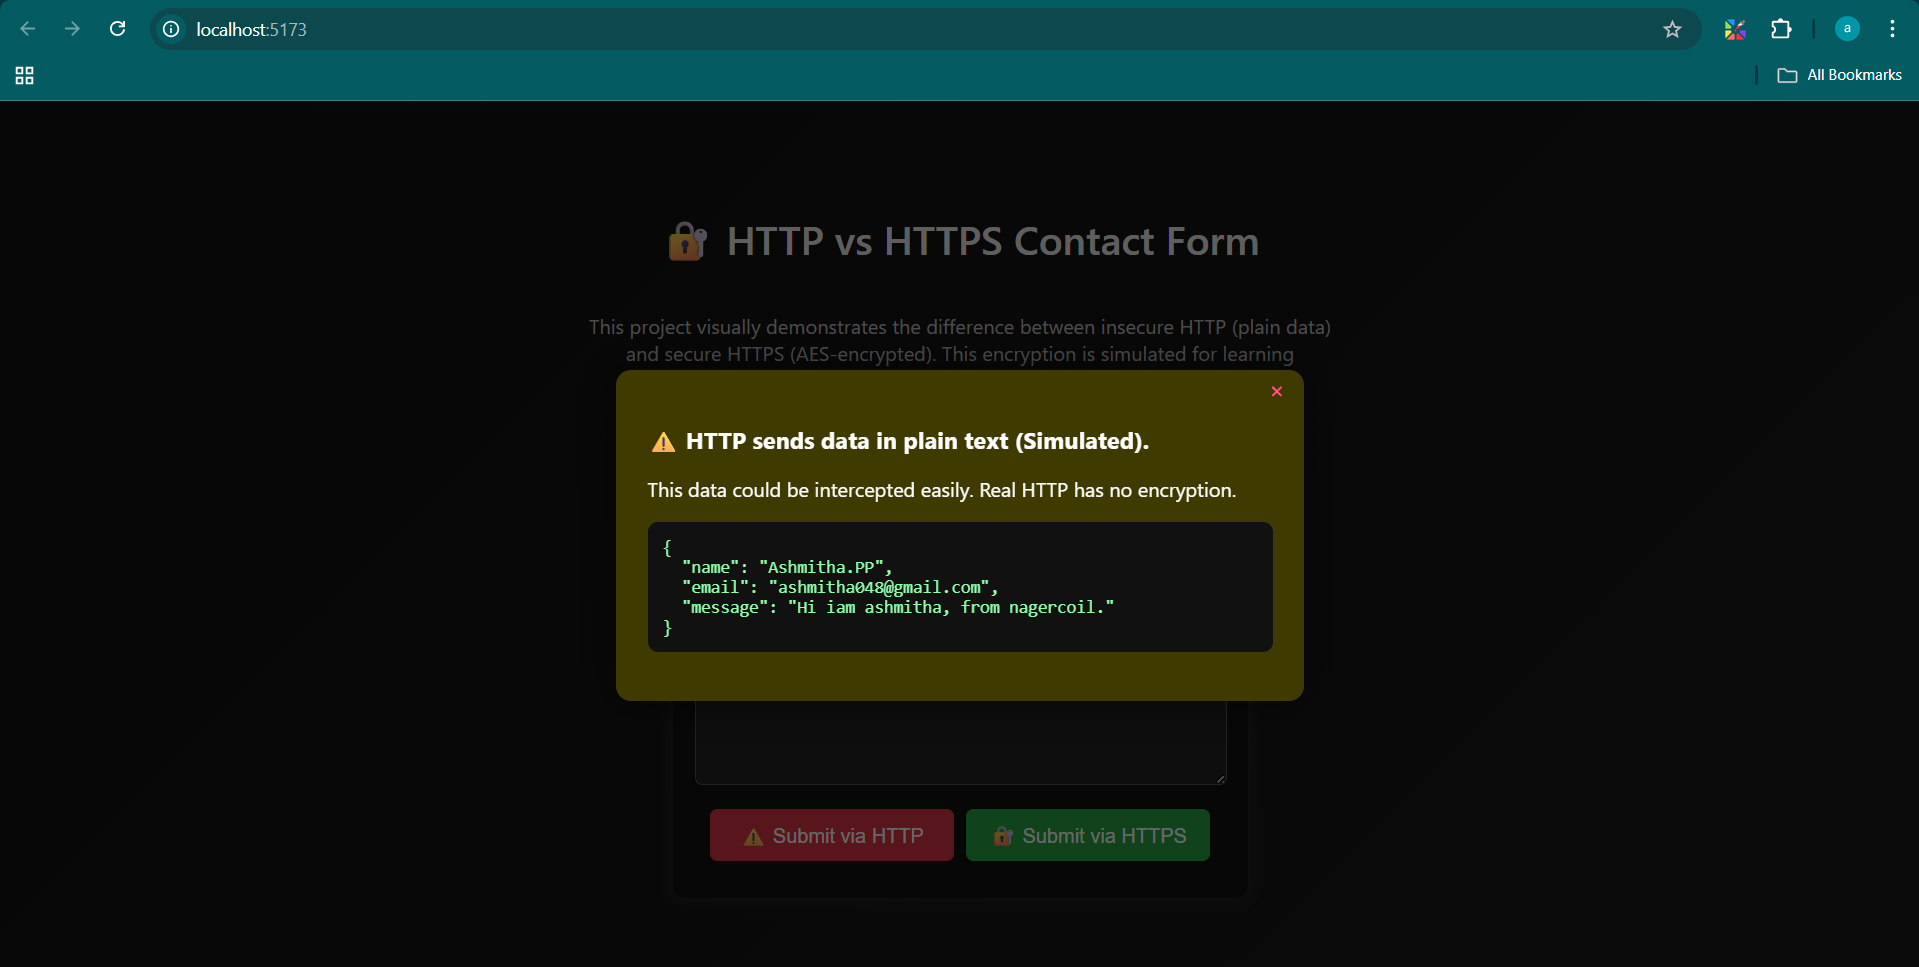 localhost:5173
a
All Bookmarks
🔐 HTTP vs HTTPS Contact Form
This project visually demonstrates the difference between insecure HTTP (plain data)
and secure HTTPS (AES-encrypted). This encryption is simulated for learning
×
⚠️ HTTP sends data in plain text (Simulated).
This data could be intercepted easily. Real HTTP has no encryption.
{
  "name": "Ashmitha.PP",
  "email": "ashmitha048@gmail.com",
  "message": "Hi iam ashmitha, from nagercoil."
}
⚠️ Submit via HTTP
🔐 Submit via HTTPS